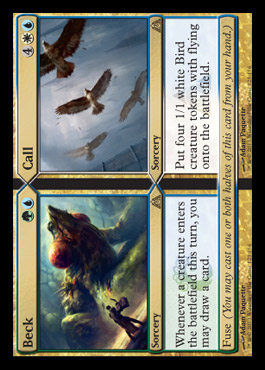 Beck
Sorcery
Whenever a creature enters
the battlefield this turn, you
may draw a card.
Call
4
Sorcery
Put four 1/1 white Bird
creature tokens with flying
onto the battlefield.
Fuse (You may cast one or both halves of this card from your hand.)
Adam Paquette
Adam Paquette